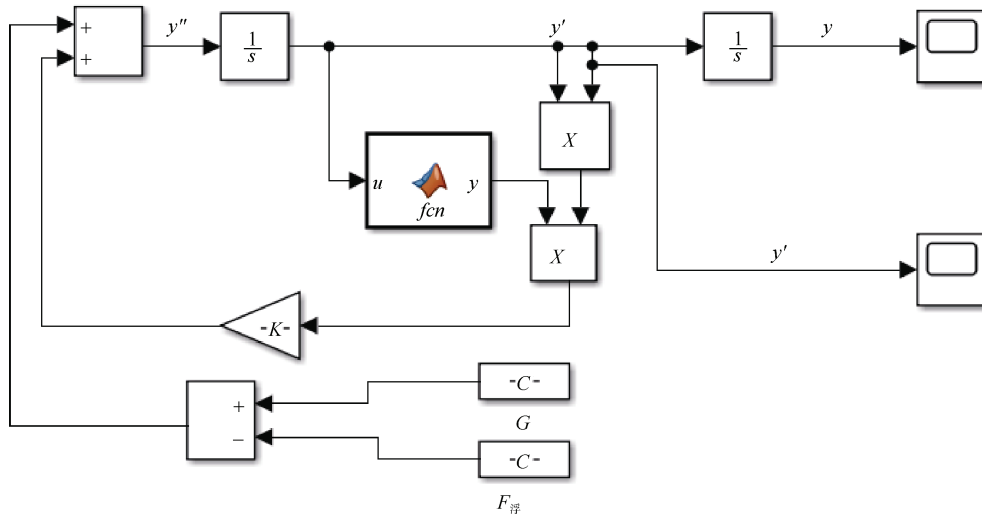 +
+
y″
1/s
y′
1/s
y
X
u
y
fcn
X
y′
-K-
+
−
-C-
G
-C-
F浮